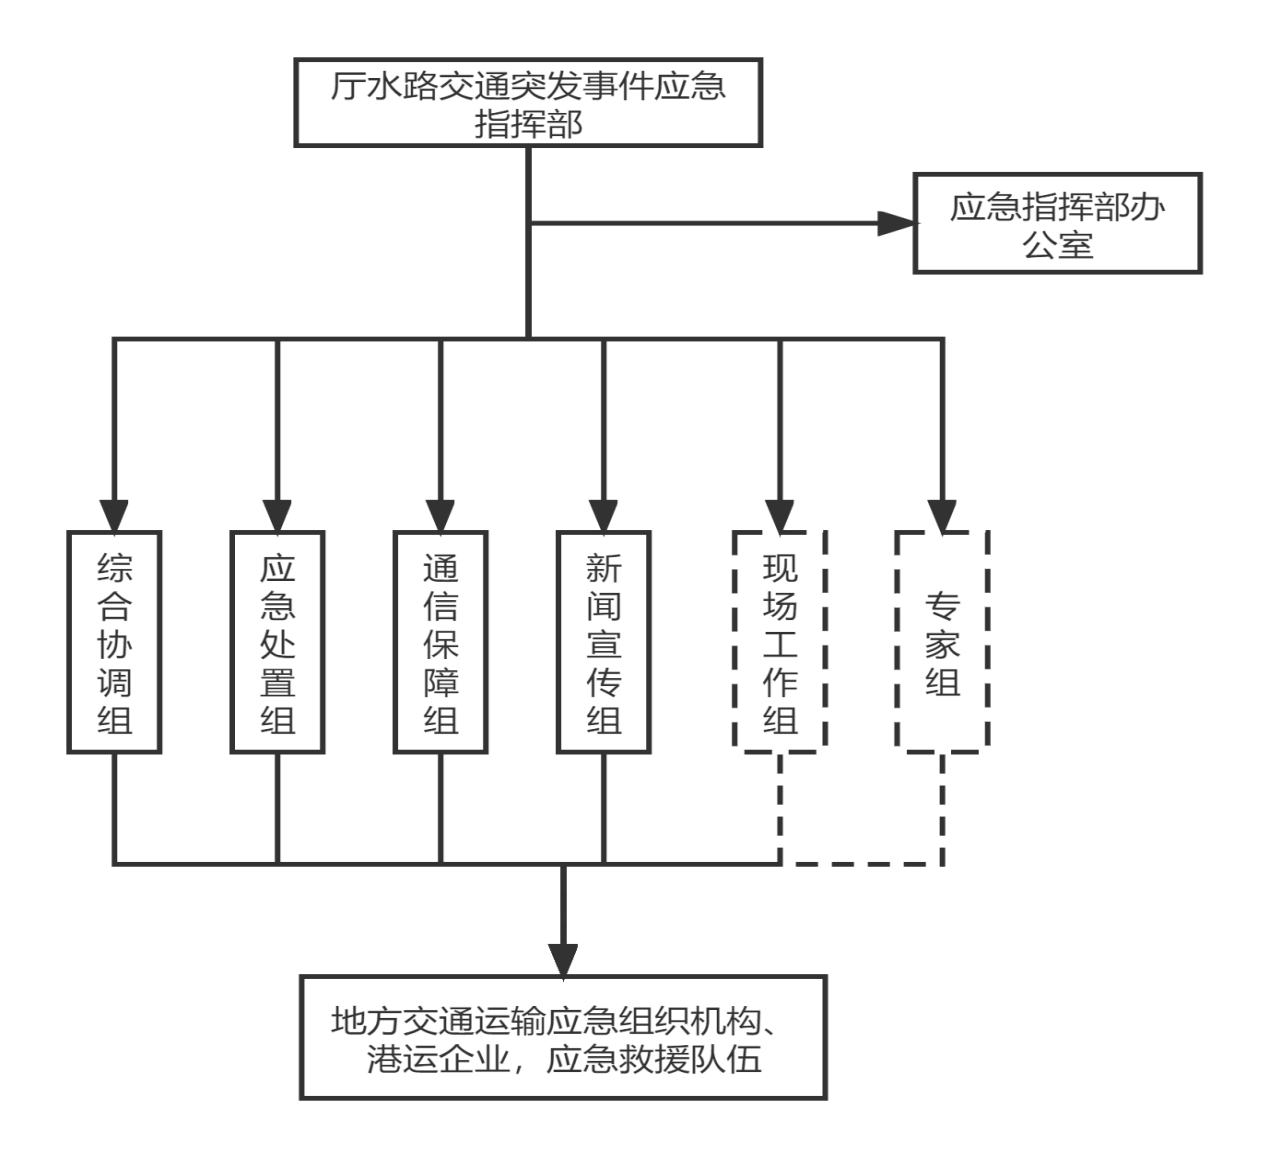 厅水路交通突发事件应急
指挥部
应急指挥部办
公室
综合协调组
应急处置组
通信保障组
新闻宣传组
现场工作组
专家组
地方交通运输应急组织机构、
港运企业，应急救援队伍